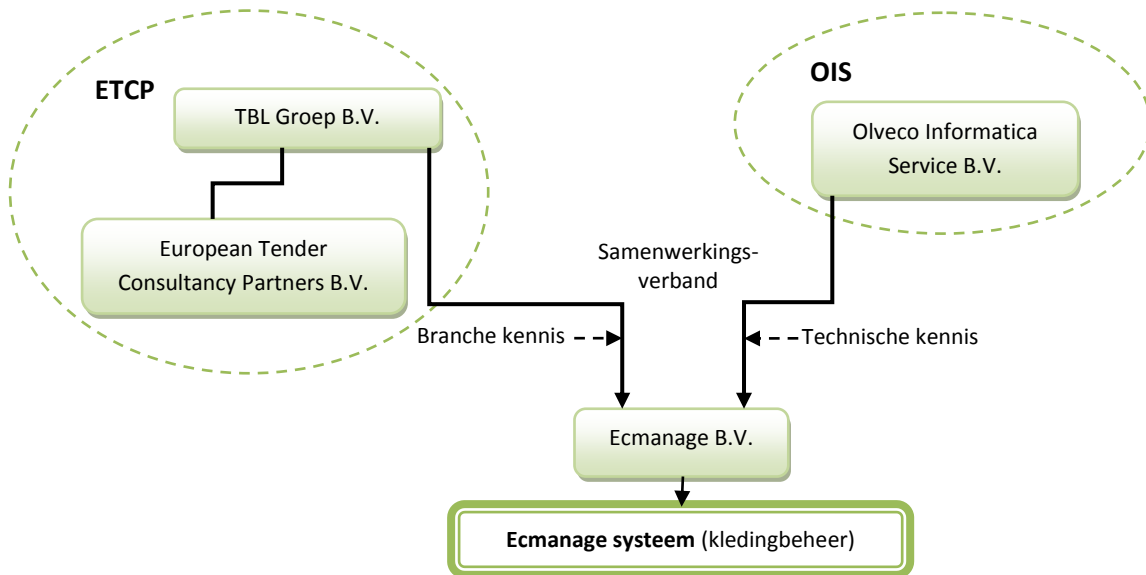 ETCP
TBL Groep B.V.
European Tender
Consultancy Partners B.V.
OIS
Olveco Informatica
Service B.V.
Samenwerkings-
verband
Branche kennis
Technische kennis
Ecmanage B.V.
Ecmanage systeem (kledingbeheer)